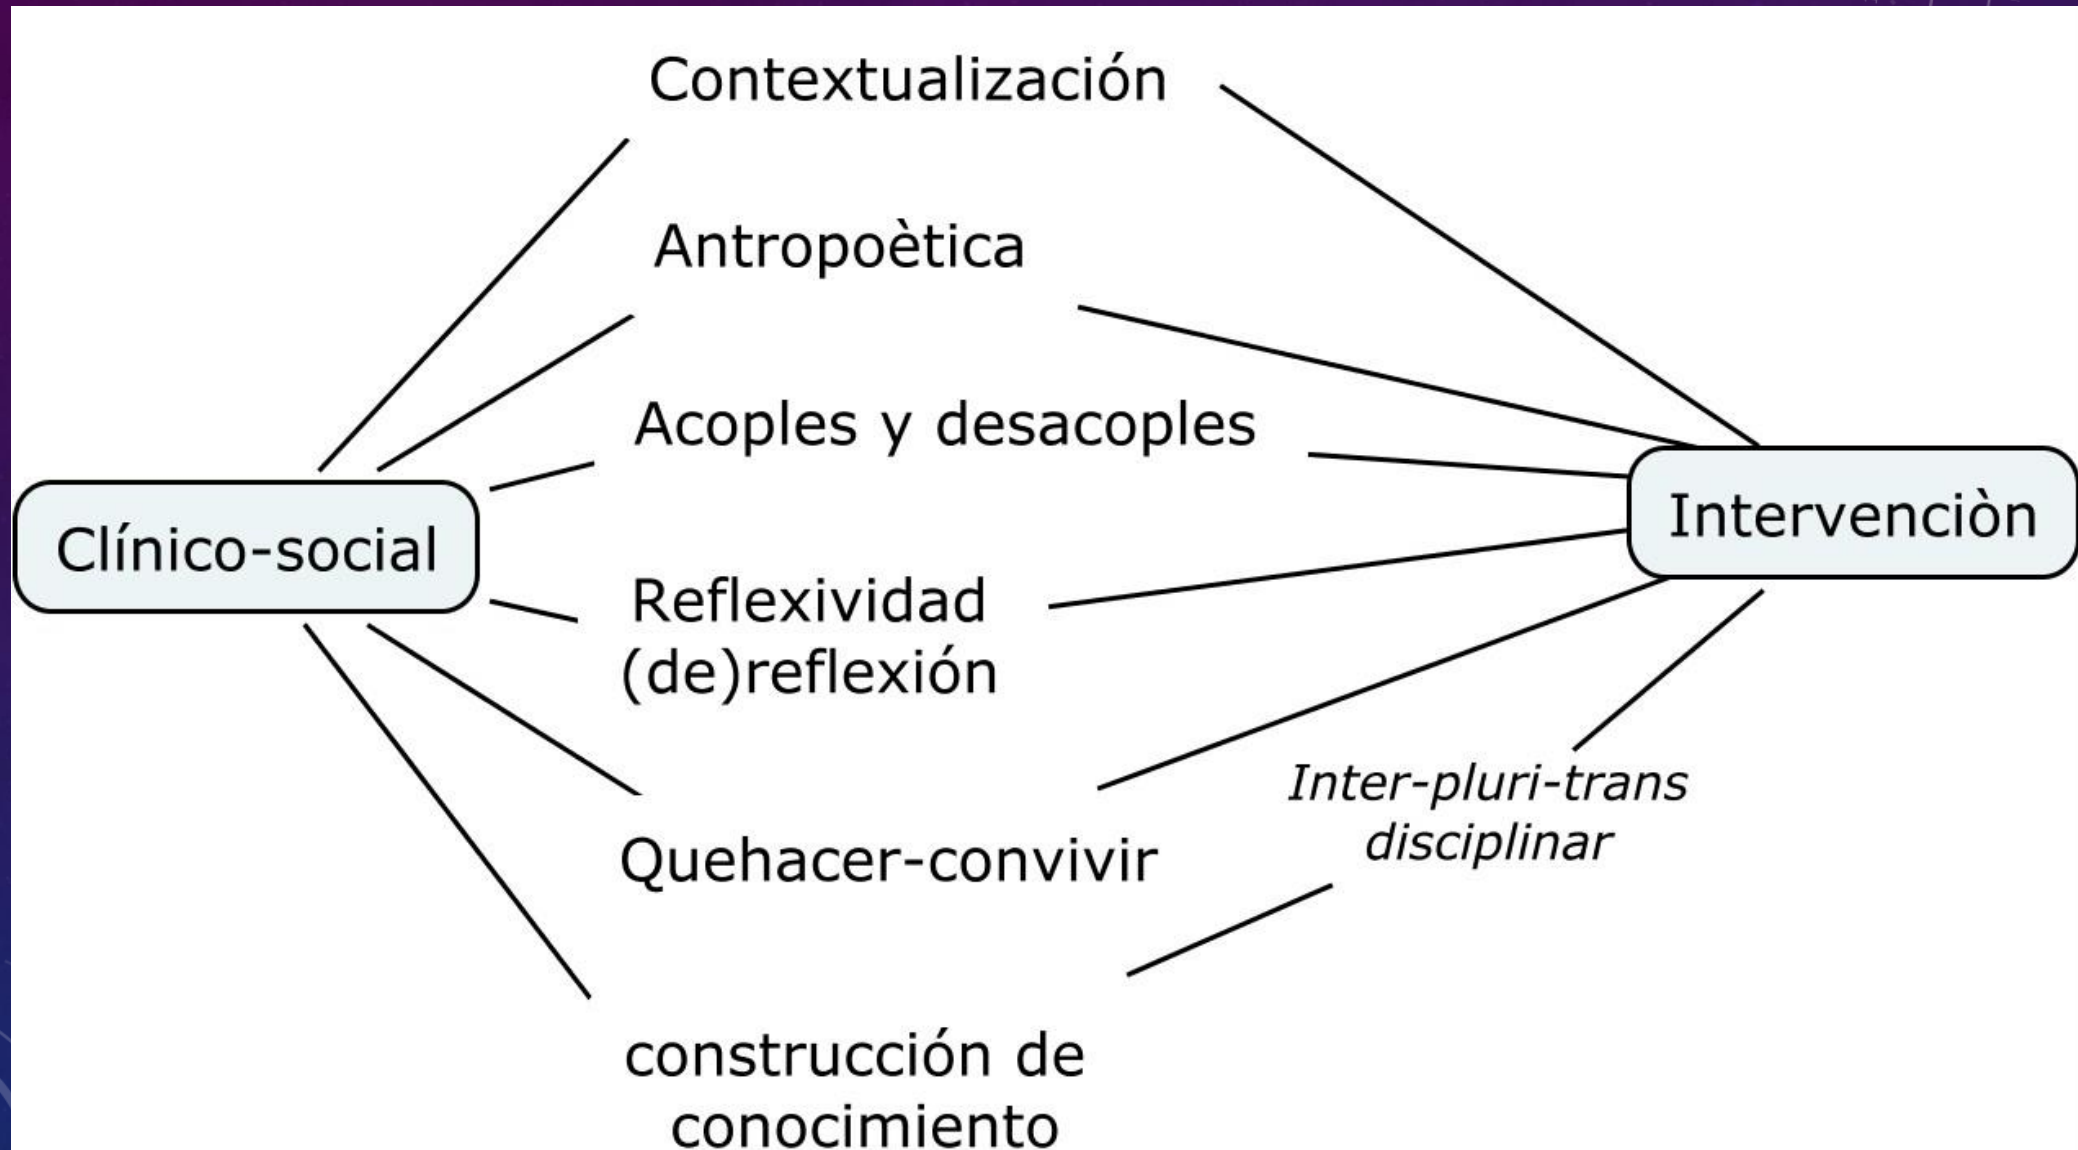 Contextualización
Antropoètica
Acoples y desacoples
Clínico-social
Intervenciòn
Reflexividad
(de)reflexión
Inter-pluri-trans
disciplinar
Quehacer-convivir
construcción de
conocimiento